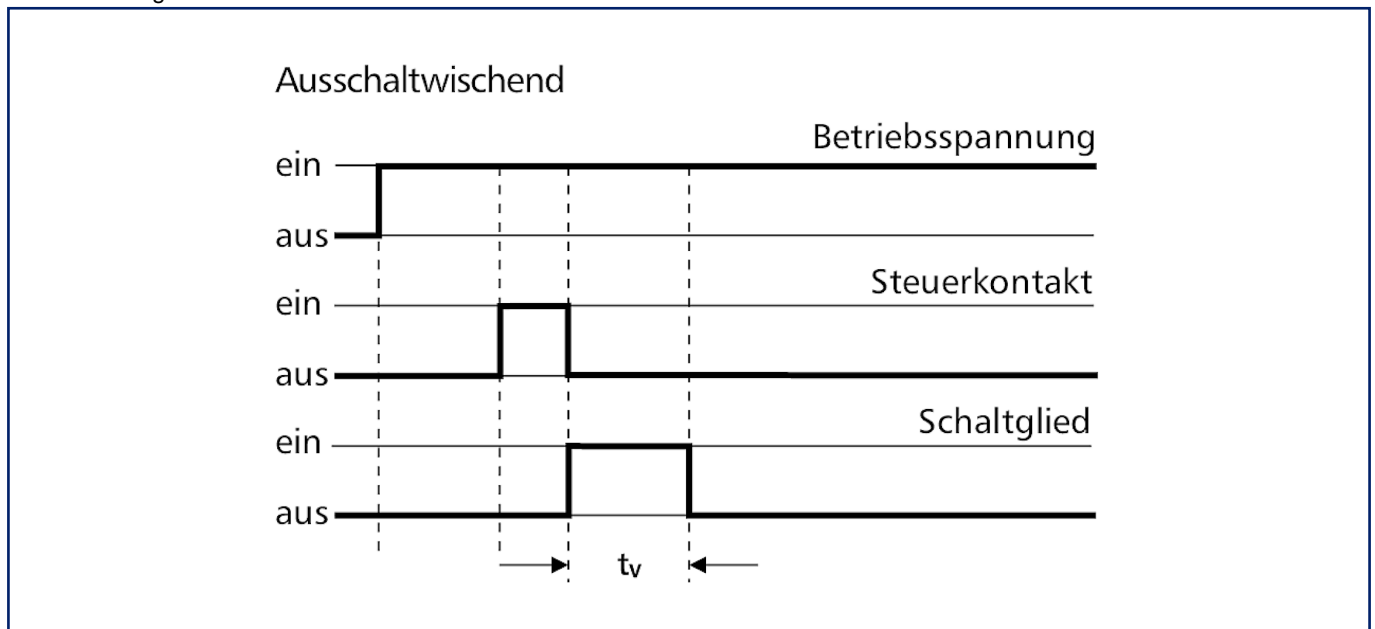 Ausschaltwischend
Betriebsspannung
ein
aus
Steuerkontakt
ein
aus
Schaltglied
ein
aus
tv